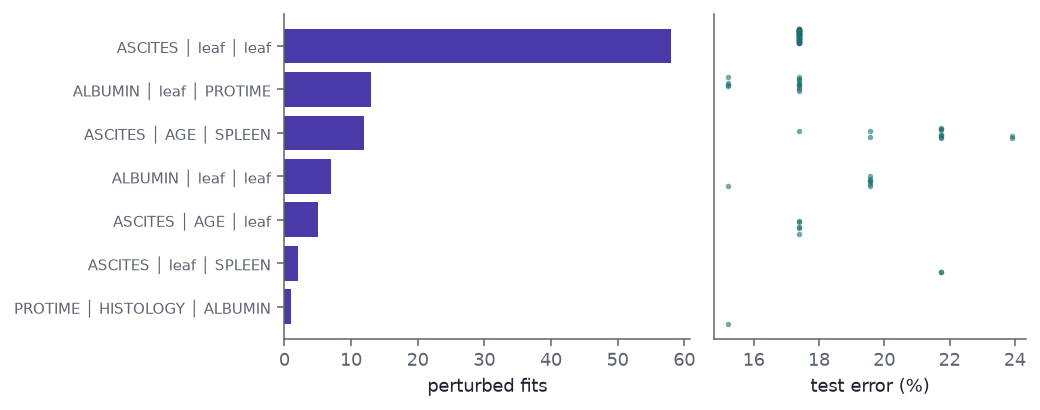 ASCITES | leaf | leaf
ALBUMIN | leaf | PROTIME
ASCITES | AGE | SPLEEN
ALBUMIN | leaf | leaf
ASCITES | AGE | leaf
ASCITES | leaf | SPLEEN
PROTIME | HISTOLOGY | ALBUMIN
0 10 20 30 40 50 60
perturbed fits
16 18 20 22 24
test error (%)